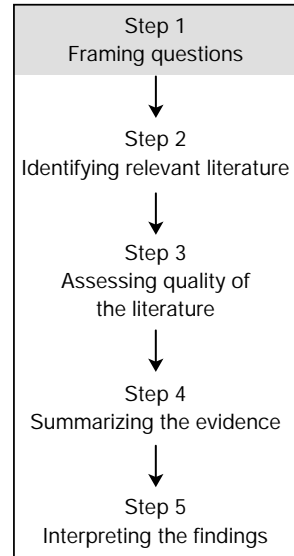 Step 1
Framing questions
Step 2
Identifying relevant literature
Step 3
Assessing quality of
the literature
Step 4
Summarizing the evidence
Step 5
Interpreting the findings